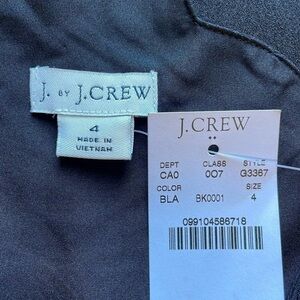 J. BY J.CREW
4
MADE IN
VIETNAM
J.CREW
DEPT CLASS STYLE
CA0 007 G3367
COLOR SIZE
BLA BK0001 4
099104586718